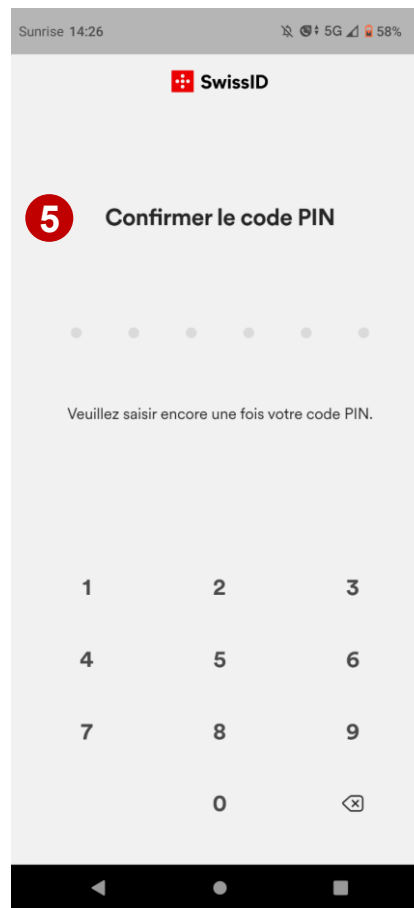 Sunrise 14:26 5G 58%
SwissID
5 Confirmer le code PIN
Veuillez saisir encore une fois votre code PIN.
1 2 3
4 5 6
7 8 9
0